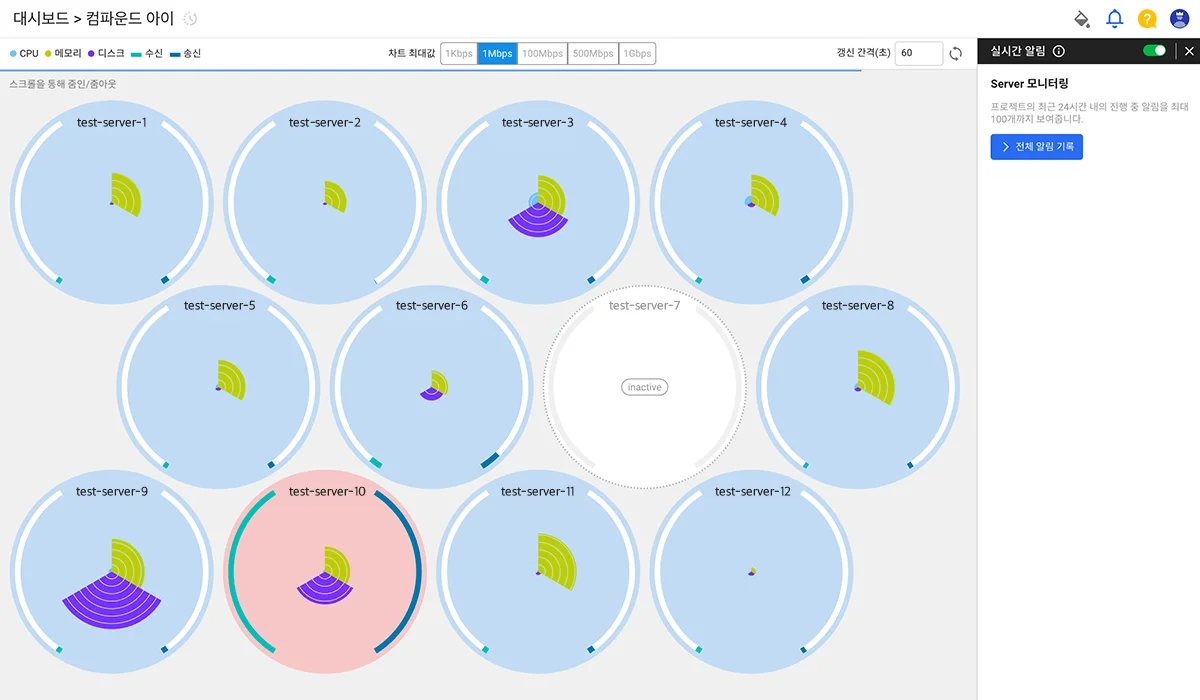 대시보드 > 컴파운드 아이
CPU 메모리 디스크 수신 송신
차트 최대값 1Kbps 1Mbps 100Mbps 500Mbps 1Gbps
갱신 간격(초) 60
스크롤을 통해 줌인/줌아웃
test-server-1 test-server-2 test-server-3 test-server-4
test-server-5 test-server-6 test-server-7 test-server-8
inactive
test-server-9 test-server-10 test-server-11 test-server-12
실시간 알림
Server 모니터링
프로젝트의 최근 24시간 내의 진행 중 알림을 최대
100개까지 보여줍니다.
전체 알림 기록